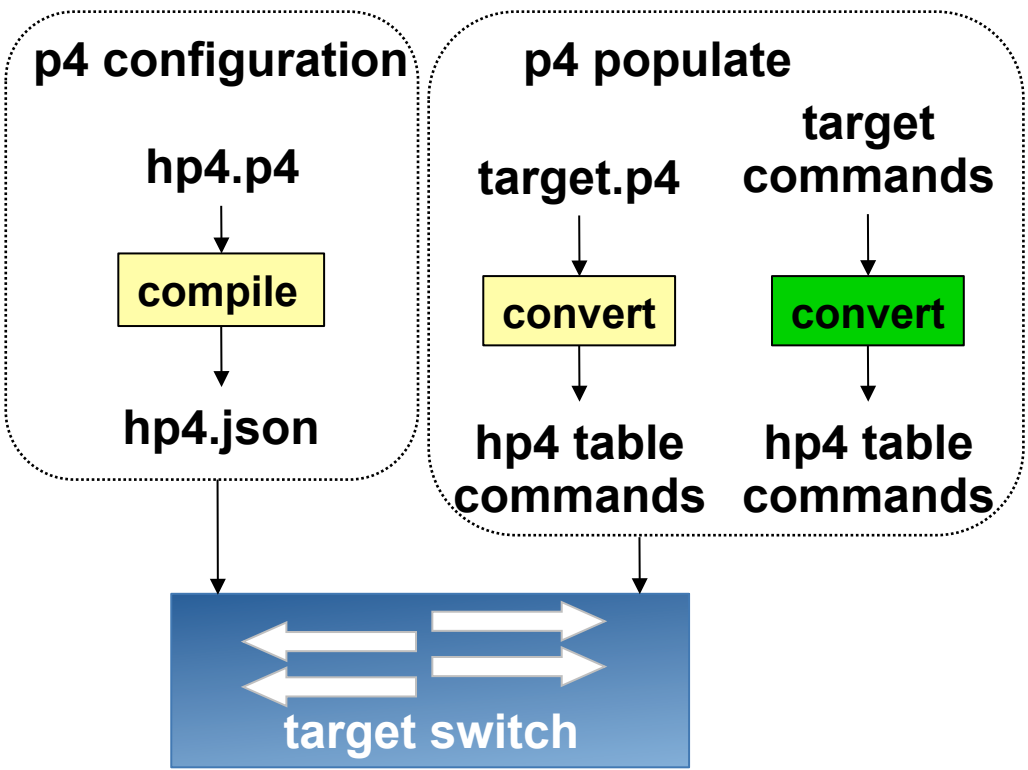 p4 configuration
hp4.p4
compile
hp4.json
p4 populate
target.p4
convert
hp4 table
commands
target
commands
convert
hp4 table
commands
target switch